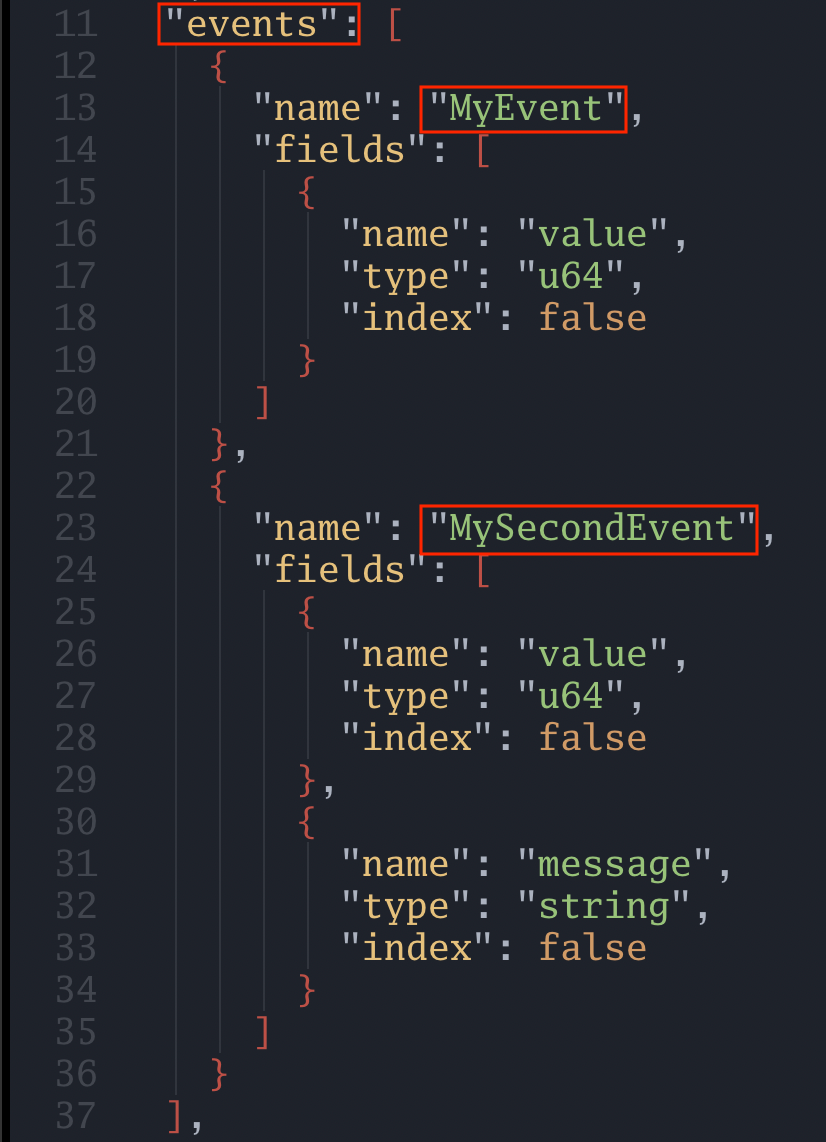 11 "events": [
12 {
13 "name": "MyEvent",
14 "fields": [
15 {
16 "name": "value",
17 "type": "u64",
18 "index": false
19 }
20 ]
21 },
22 {
23 "name": "MySecondEvent",
24 "fields": [
25 {
26 "name": "value",
27 "type": "u64",
28 "index": false
29 },
30 {
31 "name": "message",
32 "type": "string",
33 "index": false
34 }
35 ]
36 }
37 ],